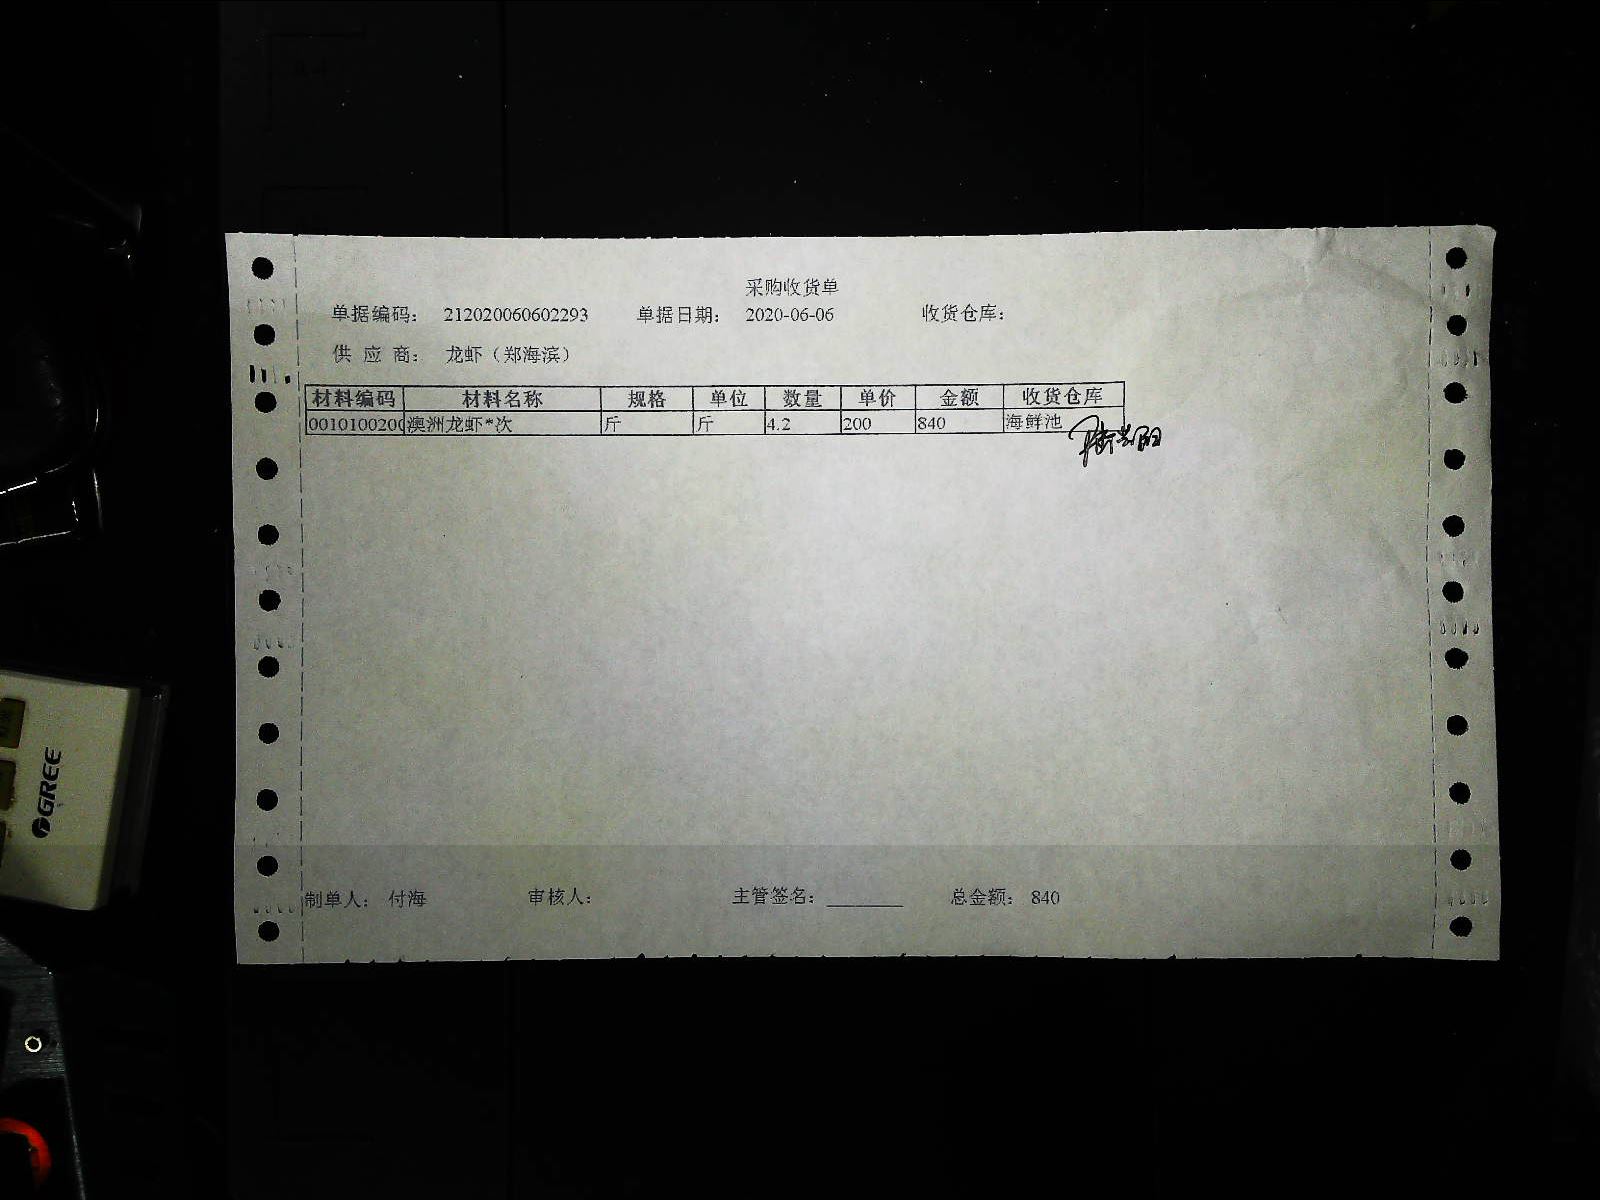 采购收货单
单据编码： 212020060602293 单据日期： 2020-06-06 收货仓库：
供 应 商： 龙虾（郑海滨）
材料编码 材料名称 规格 单位 数量 单价 金额 收货仓库
0010100200 澳洲龙虾*次 斤 斤 4.2 200 840 海鲜池
制单人： 付海 审核人： 主管签名： ________ 总金额： 840
GREE